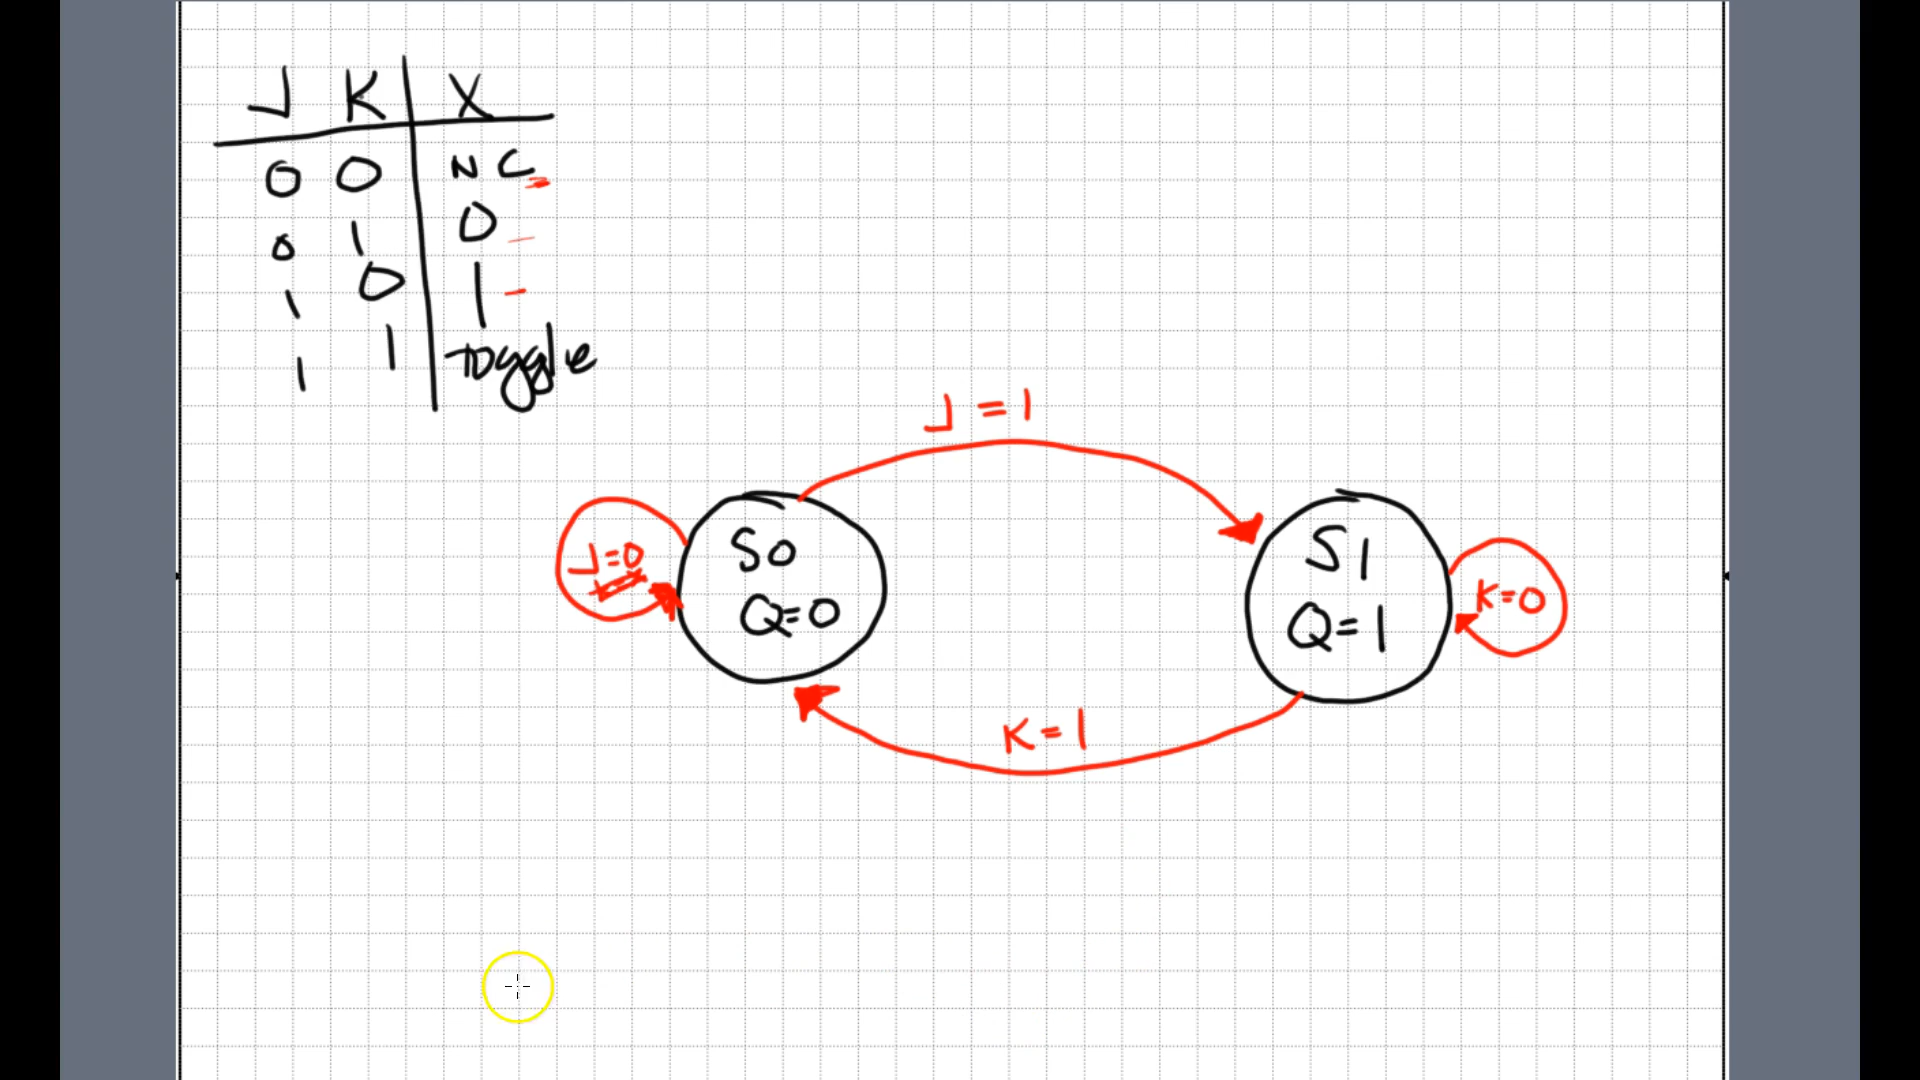 J K X
0 0 NC
0 1 0
1 0 1
1 1 toggle
J = 1
S0
Q=0
J=0
S1
Q=1
K=0
K=1